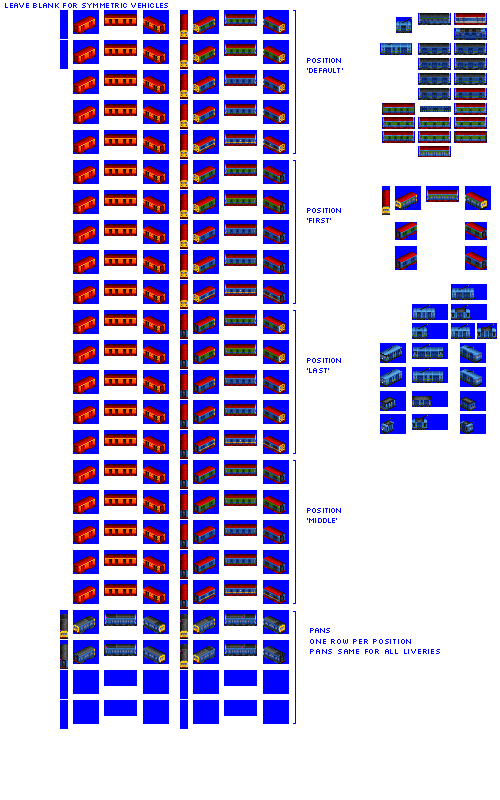 LEAVE BLANK FOR SYMMETRIC VEHICLES
POSITION
'DEFAULT'
POSITION
'FIRST'
POSITION
'LAST'
POSITION
'MIDDLE'
PANS
ONE ROW PER POSITION
PANS SAME FOR ALL LIVERIES